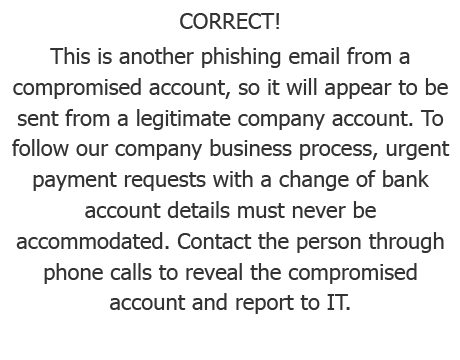 CORRECT!
This is another phishing email from a
compromised account, so it will appear to be
sent from a legitimate company account. To
follow our company business process, urgent
payment requests with a change of bank
account details must never be
accommodated. Contact the person through
phone calls to reveal the compromised
account and report to IT.